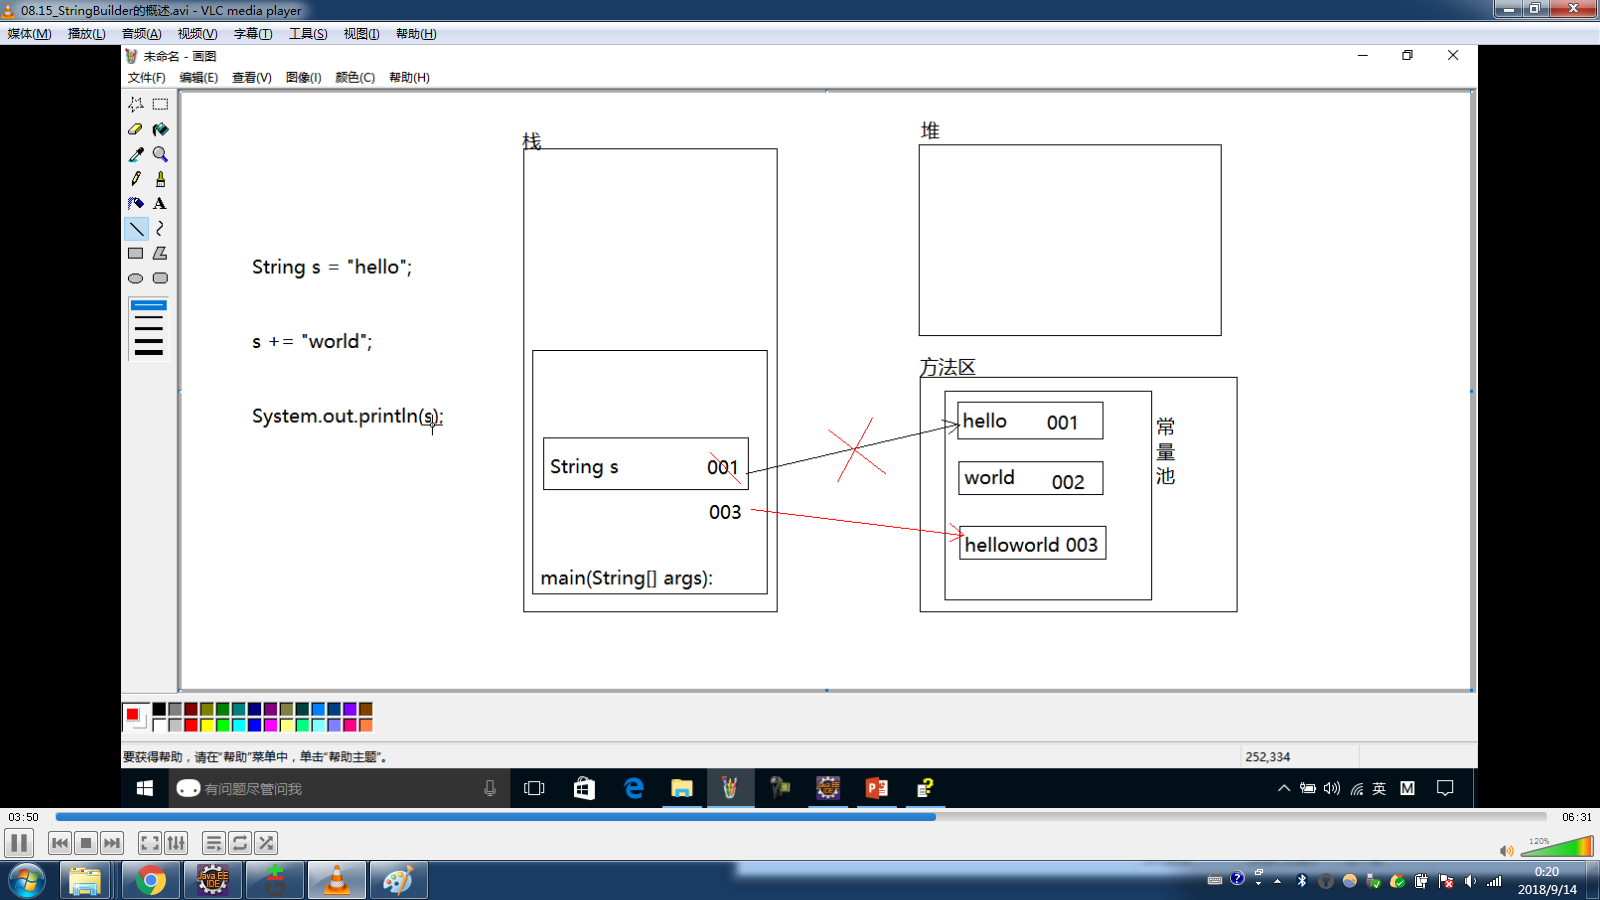 08.15_StringBuilder的概述.avi - VLC media player
媒体(M) 播放(L) 音频(A) 视频(V) 字幕(T) 工具(S) 视图(I) 帮助(H)
未命名 - 画图
文件(F) 编辑(E) 查看(V) 图像(I) 颜色(C) 帮助(H)
栈
堆
String s = "hello";
s += "world";
System.out.println(s);
方法区
hello 001
常量池
String s 001
world 002
003
helloworld 003
main(String[] args):
要获得帮助，请在“帮助”菜单中，单击“帮助主题”。
252,334
有问题尽管问我
英
M
03:50
06:31
120%
Java EE
IDE
0:20
2018/9/14